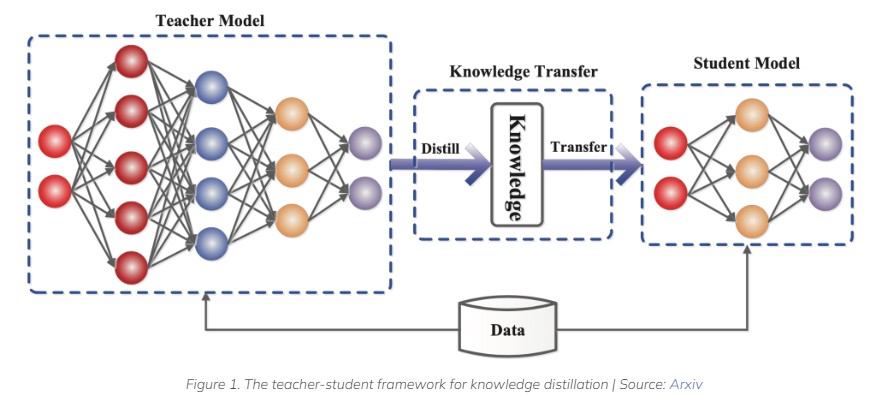 Teacher Model
Knowledge Transfer
Student Model
Distill
Knowledge
Transfer
Data
Figure 1. The teacher-student framework for knowledge distillation | Source: Arxiv